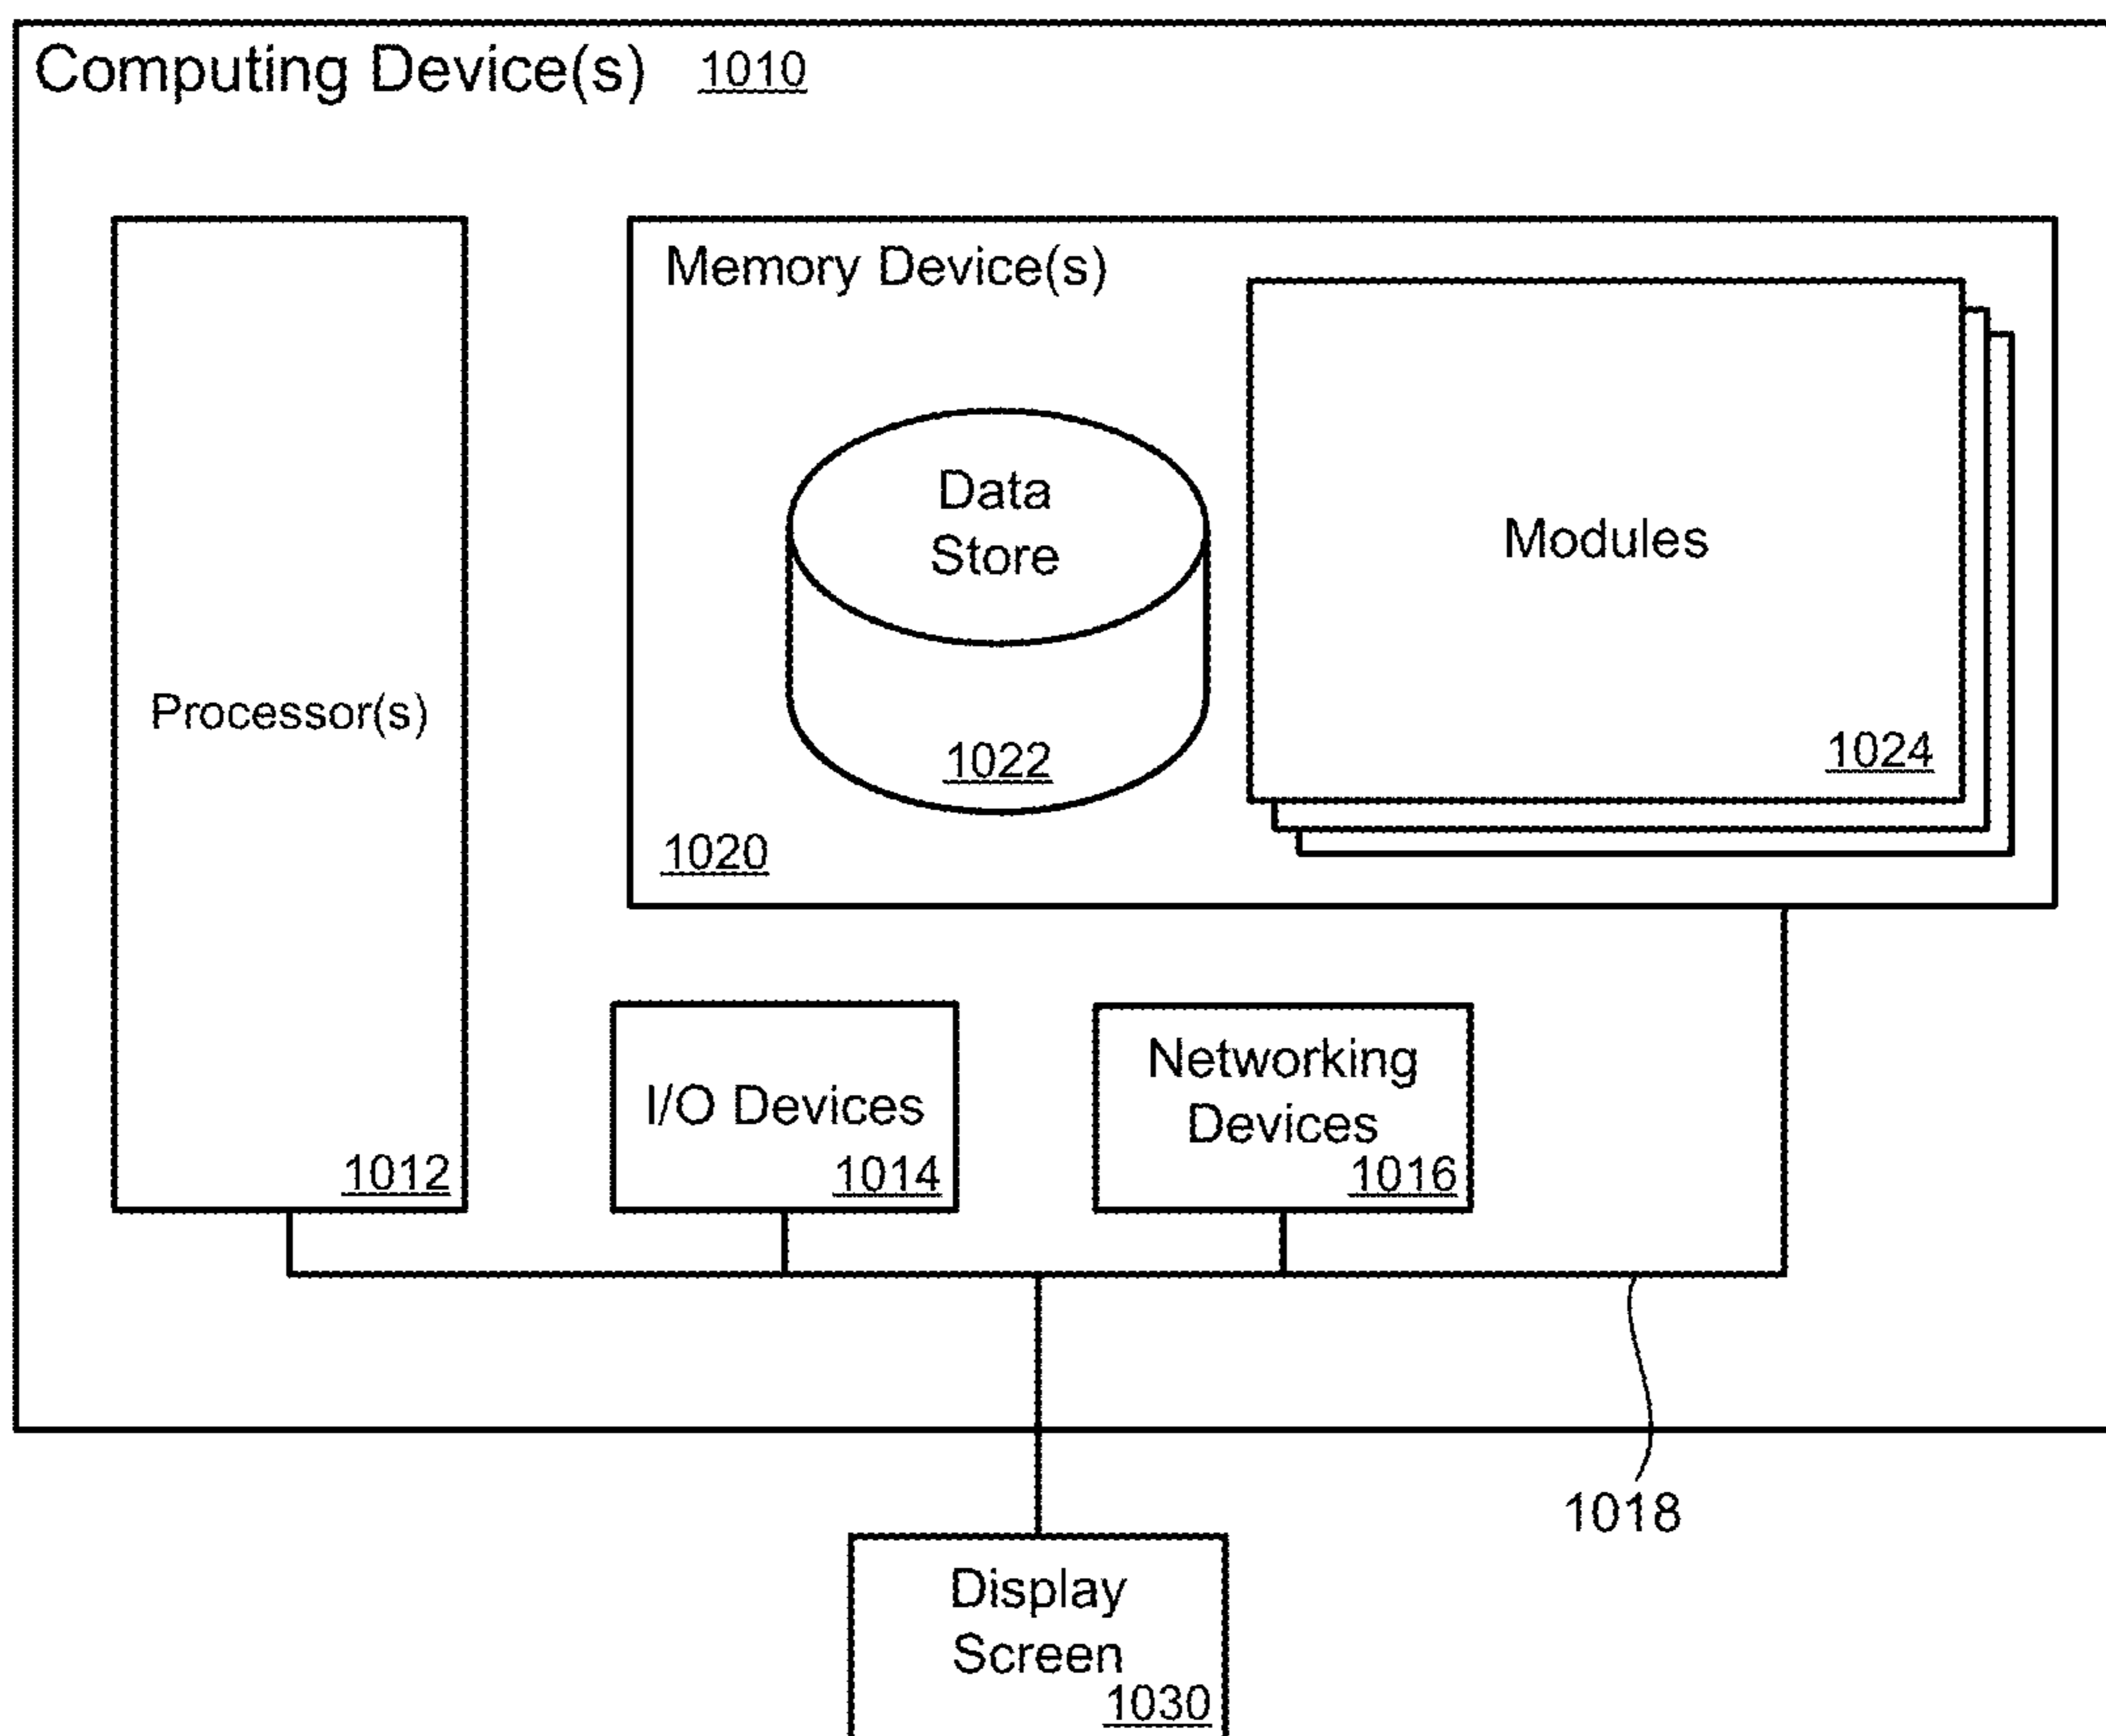 Computing Device(s) 1010
Memory Device(s)
Data
Store
1022
Modules
1024
1020
Processor(s)
1012
I/O Devices
1014
Networking
Devices
1016
1018
Display
Screen
1030